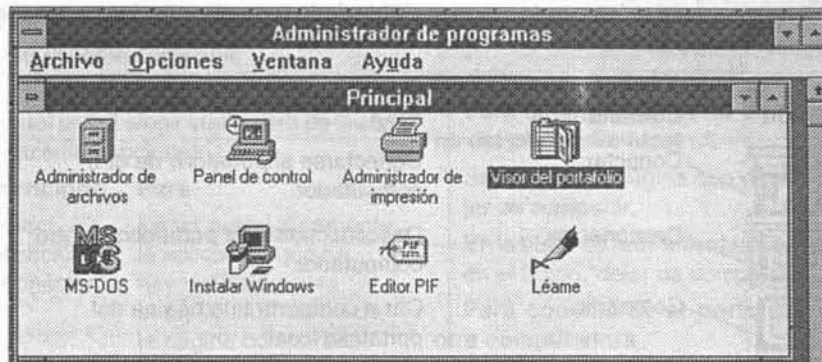 Administrador de programas
Archivo Opciones Ventana Ayuda
Principal
Administrador de archivos
Panel de control
Administrador de impresión
Visor del portafolio
MS-DOS
Instalar Windows
Editor PIF
Léame